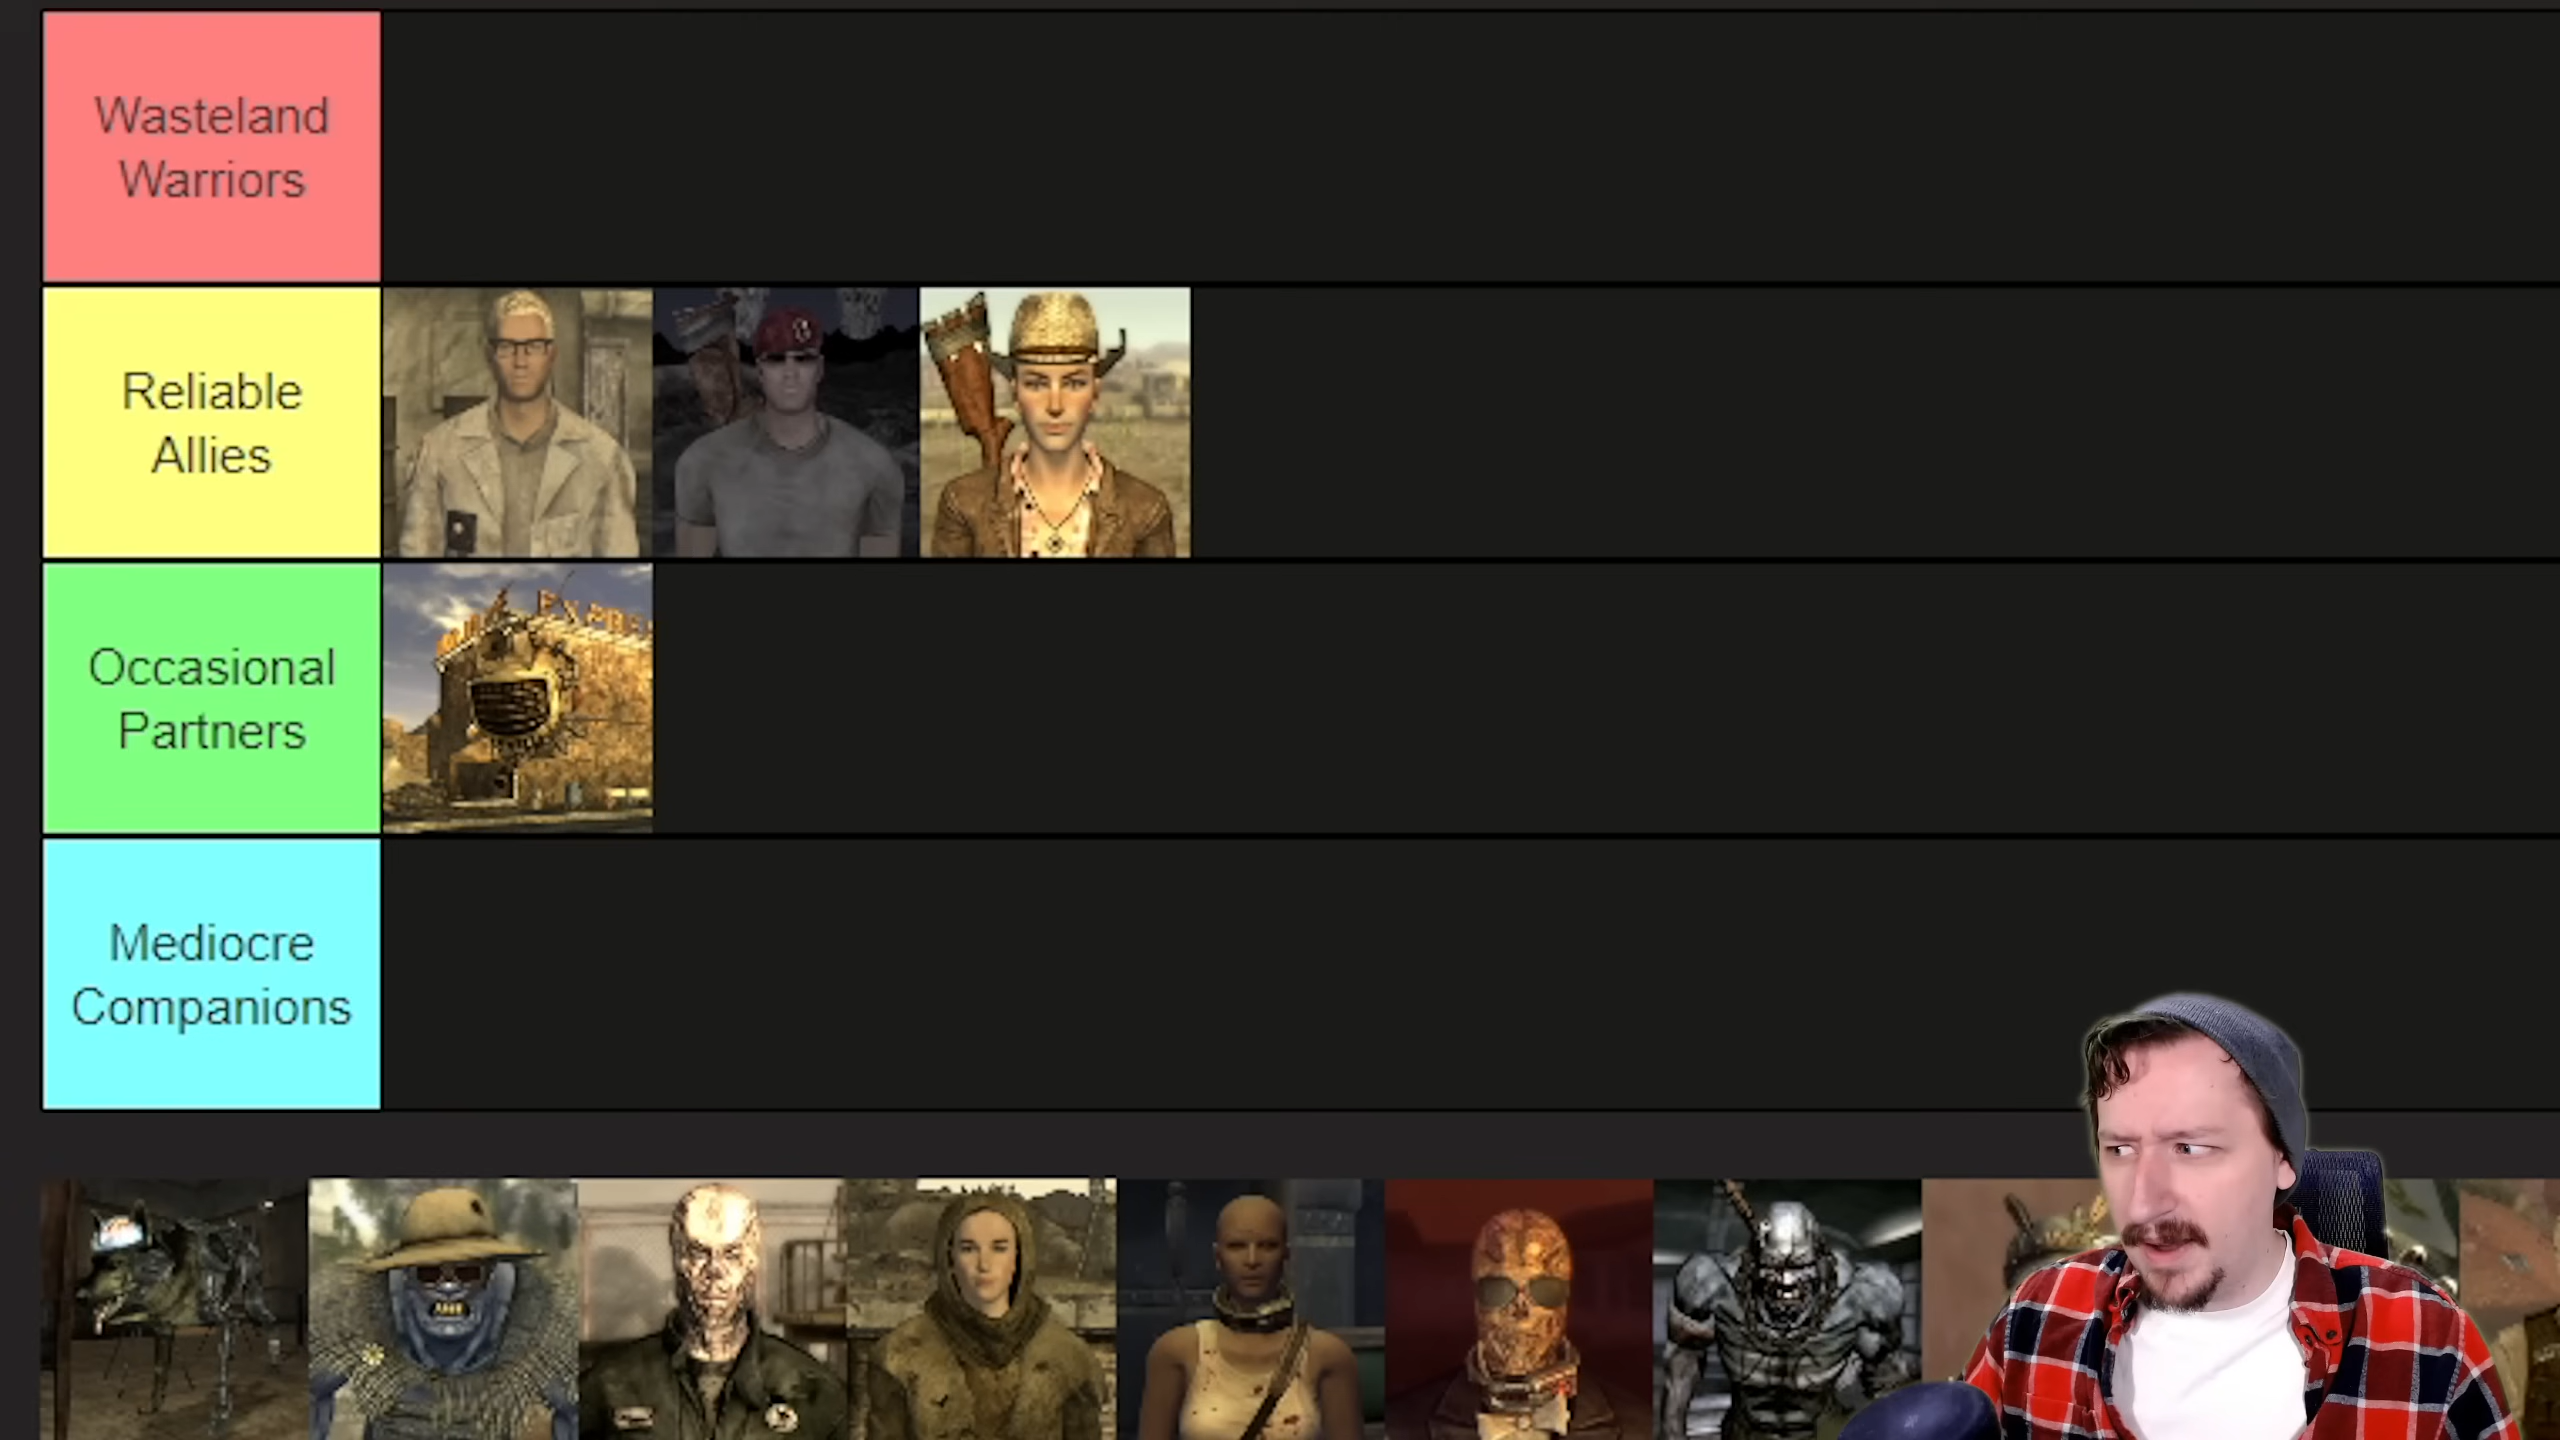 Wasteland
Warriors
Reliable
Allies
Occasional
Partners
Mediocre
Companions